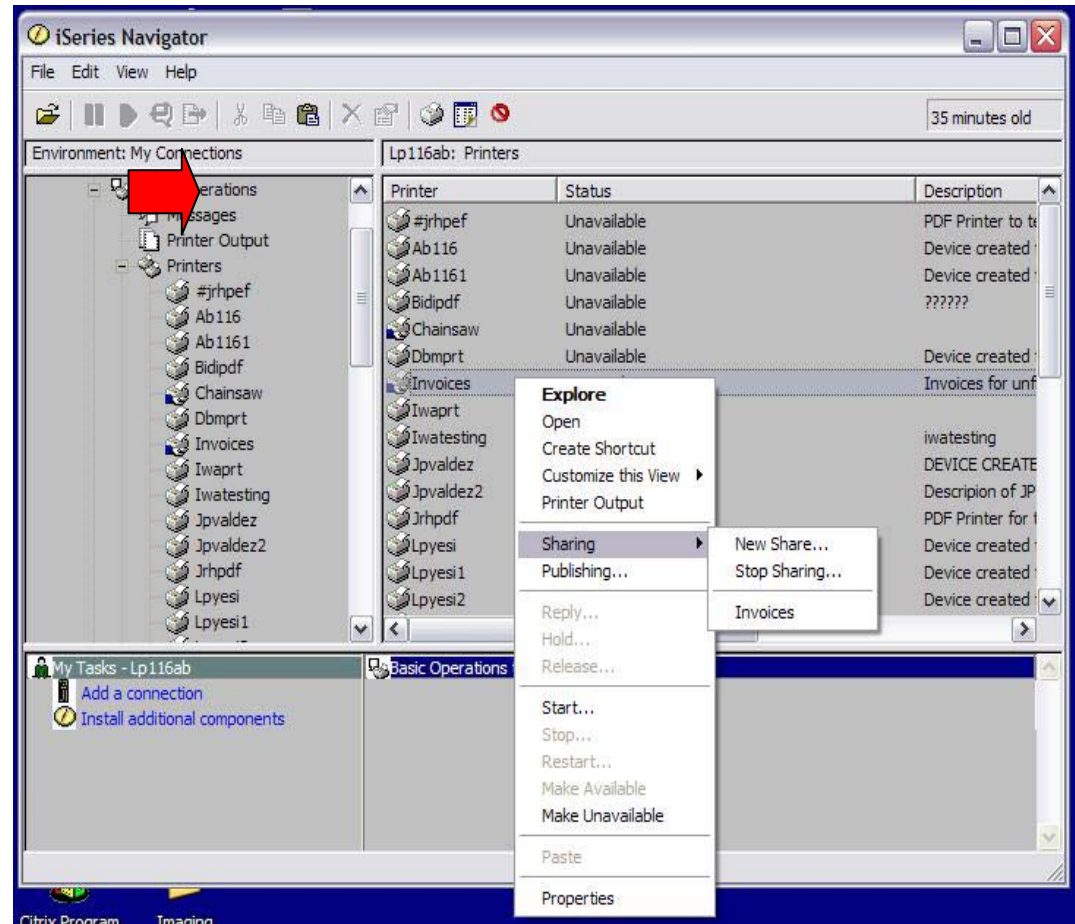 iSeries Navigator
File Edit View Help
35 minutes old
Environment: My Connections
Lp116ab: Printers
erations
Messages
Printer Output
Printers
#jrhpef
Ab116
Ab1161
Bidipdf
Chainsaw
Dbmprt
Invoices
Iwaprt
Iwatesting
Jpvaldez
Jpvaldez2
Jrhpdf
Lpyesi
Lpyesi1
Printer Status Description
#jrhpef Unavailable PDF Printer to te
Ab116 Unavailable Device created
Ab1161 Unavailable Device created
Bidipdf Unavailable ??????
Chainsaw Unavailable
Dbmprt Unavailable Device created
Invoices Invoices for unf
Iwaprt
Iwatesting iwatesting
Jpvaldez DEVICE CREATE
Jpvaldez2 Descripion of JP
Jrhpdf PDF Printer for t
Lpyesi Device created
Lpyesi1 Device created
Lpyesi2 Device created
Explore
Open
Create Shortcut
Customize this View
Printer Output
Sharing
Publishing...
Reply...
Hold...
Release...
Start...
Stop...
Restart...
Make Available
Make Unavailable
Paste
Properties
New Share...
Stop Sharing...
Invoices
My Tasks - Lp116ab
Add a connection
Install additional components
Basic Operations
Citrix Program Imaging